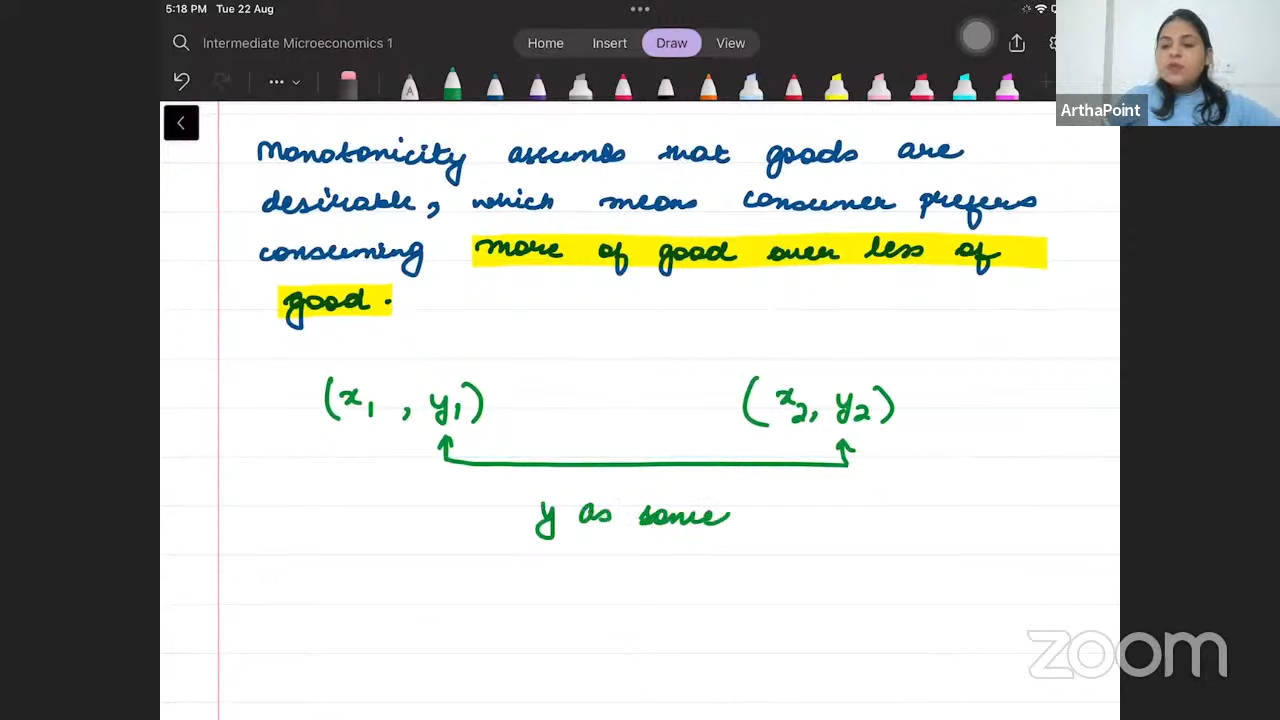 5:18 PM Tue 22 Aug
Intermediate Microeconomics 1
Home Insert Draw View
ArthaPoint
Monotonicity assumes that goods are
desirable, which means consumer prefers
consuming more of good over less of
good.
(x1, y1) (x2, y2)
y as same
zoom